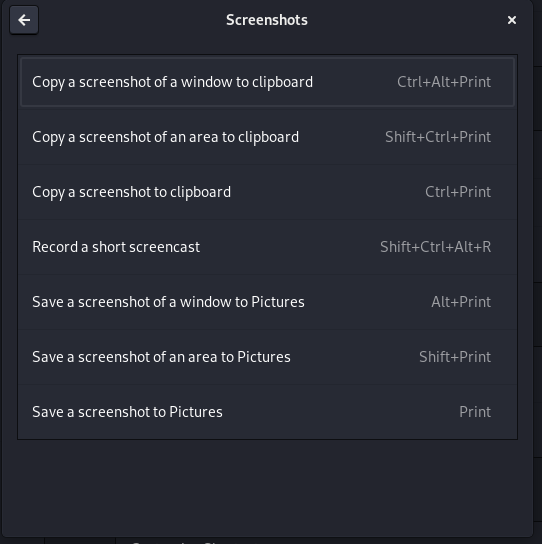 Screenshots
Copy a screenshot of a window to clipboard Ctrl+Alt+Print
Copy a screenshot of an area to clipboard Shift+Ctrl+Print
Copy a screenshot to clipboard Ctrl+Print
Record a short screencast Shift+Ctrl+Alt+R
Save a screenshot of a window to Pictures Alt+Print
Save a screenshot of an area to Pictures Shift+Print
Save a screenshot to Pictures Print